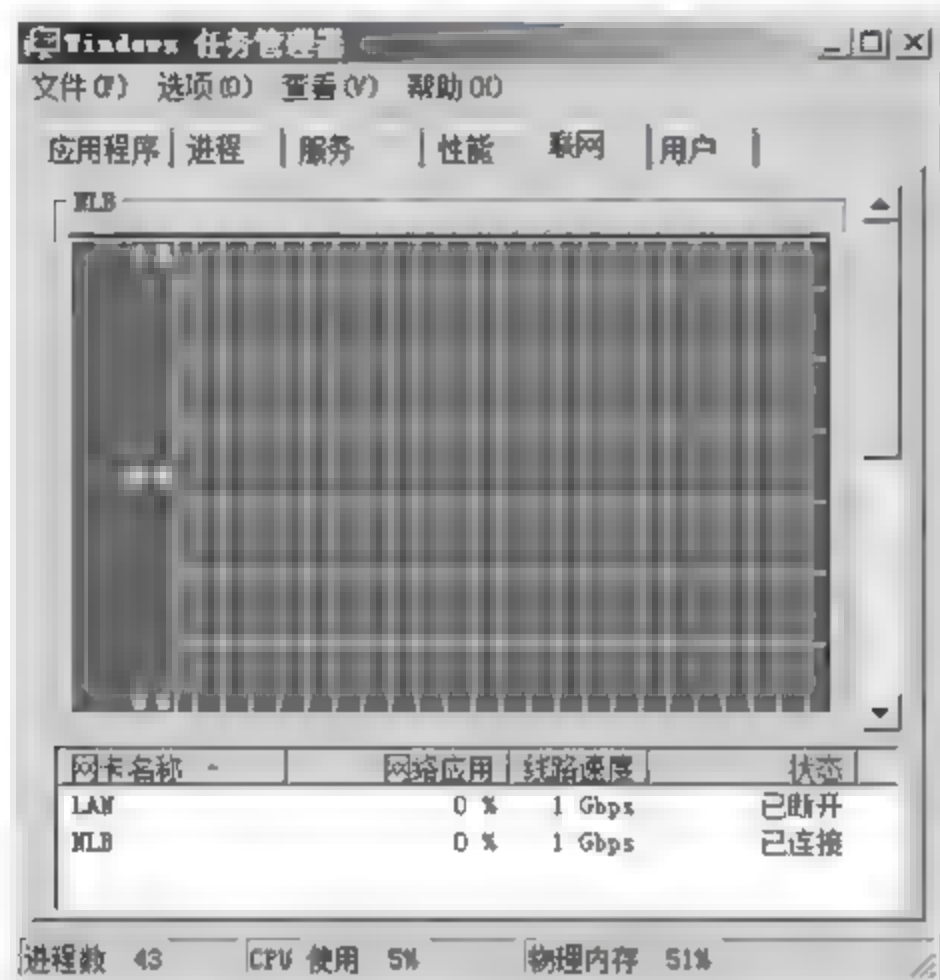 Windows 任务管理器
文件(F) 选项(O) 查看(V) 帮助(H)
应用程序 进程 服务 性能 联网 用户
NLB
网卡名称 网络应用 线路速度 状态
LAN 0 % 1 Gbps 已断开
NLB 0 % 1 Gbps 已连接
进程数 43 CPU 使用 5% 物理内存 51%